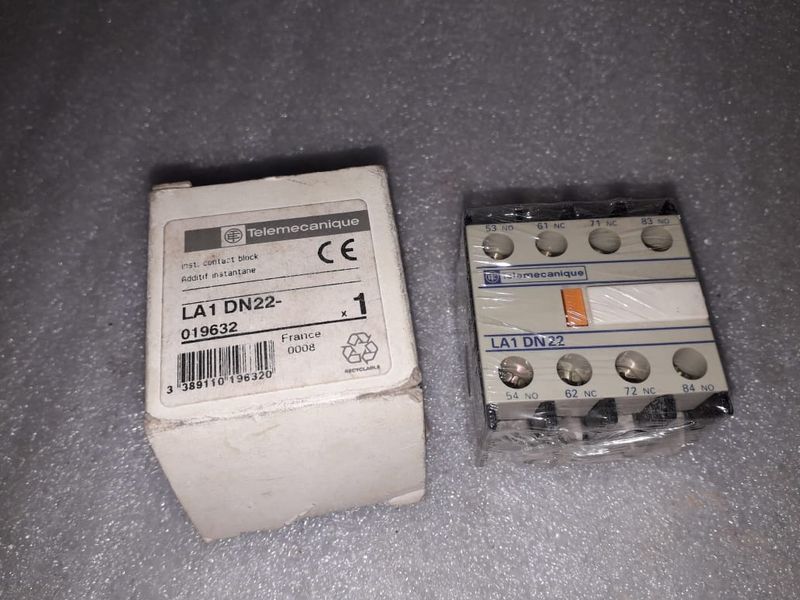 Telemecanique
Inst. contact block
Additif instantane
CE
LA1 DN22-
x 1
019632
France
0008
3 389110 196320
RECYCLABLE
53 NO 61 NC 71 NC 83 NO
Telemecanique
LA1 DN22
54 NO 62 NC 72 NC 84 NO